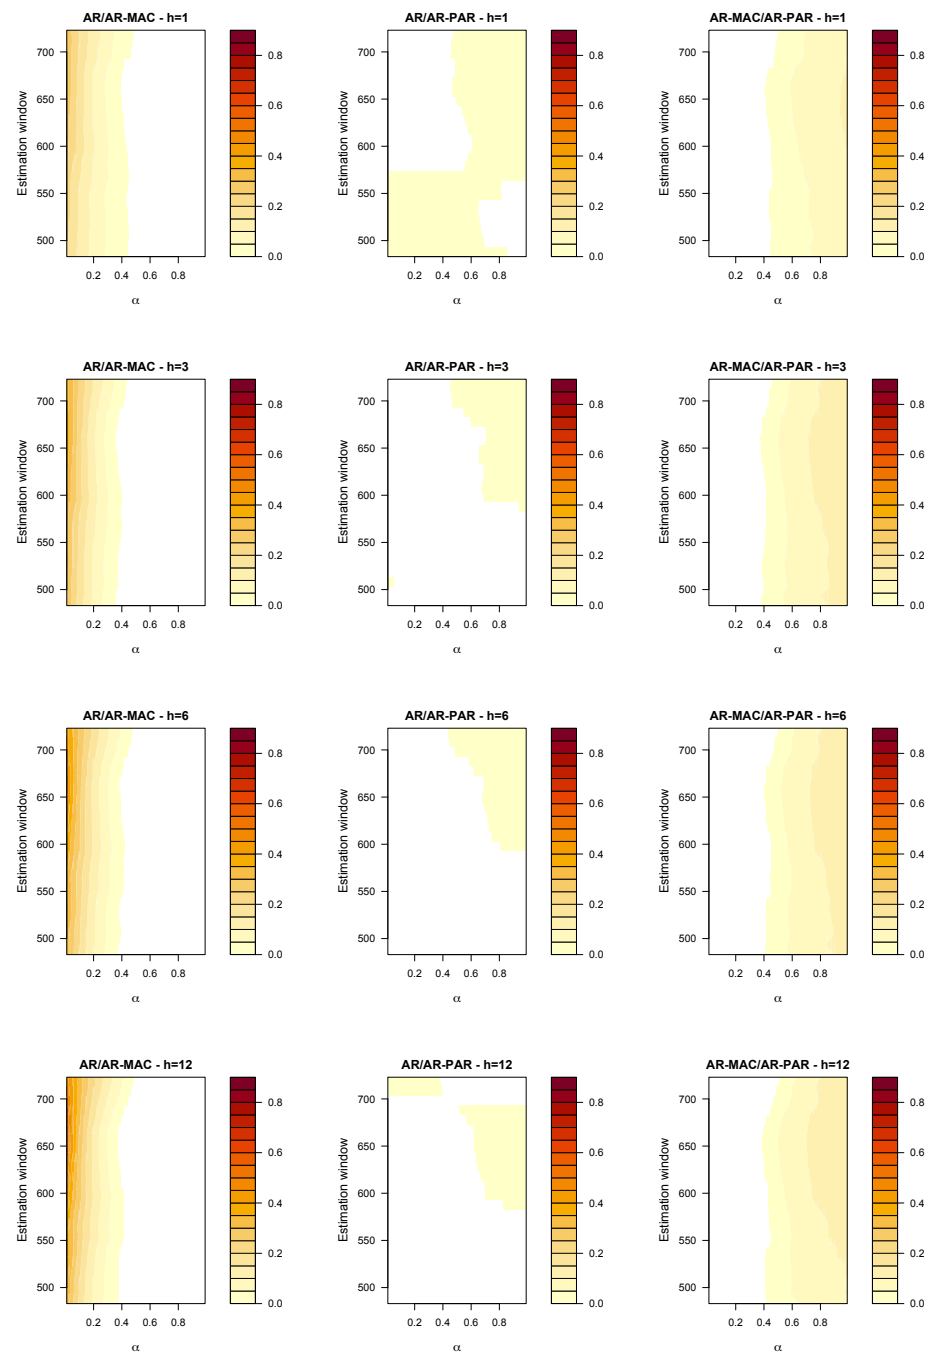 AR/AR-MAC - h=1 AR/AR-PAR - h=1 AR-MAC/AR-PAR - h=1
700 0.8 700 0.8 700 0.8
650 0.6 650 0.6 650 0.6
Estimation window Estimation window Estimation window
600 0.4 600 0.4 600 0.4
550 0.2 550 0.2 550 0.2
500 0.0 500 0.0 500 0.0
0.2 0.4 0.6 0.8 0.2 0.4 0.6 0.8 0.2 0.4 0.6 0.8
α α α
AR/AR-MAC - h=3 AR/AR-PAR - h=3 AR-MAC/AR-PAR - h=3
700 0.8 700 0.8 700 0.8
650 0.6 650 0.6 650 0.6
Estimation window Estimation window Estimation window
600 0.4 600 0.4 600 0.4
550 0.2 550 0.2 550 0.2
500 0.0 500 0.0 500 0.0
0.2 0.4 0.6 0.8 0.2 0.4 0.6 0.8 0.2 0.4 0.6 0.8
α α α
AR/AR-MAC - h=6 AR/AR-PAR - h=6 AR-MAC/AR-PAR - h=6
700 0.8 700 0.8 700 0.8
650 0.6 650 0.6 650 0.6
Estimation window Estimation window Estimation window
600 0.4 600 0.4 600 0.4
550 0.2 550 0.2 550 0.2
500 0.0 500 0.0 500 0.0
0.2 0.4 0.6 0.8 0.2 0.4 0.6 0.8 0.2 0.4 0.6 0.8
α α α
AR/AR-MAC - h=12 AR/AR-PAR - h=12 AR-MAC/AR-PAR - h=12
700 0.8 700 0.8 700 0.8
650 0.6 650 0.6 650 0.6
Estimation window Estimation window Estimation window
600 0.4 600 0.4 600 0.4
550 0.2 550 0.2 550 0.2
500 0.0 500 0.0 500 0.0
0.2 0.4 0.6 0.8 0.2 0.4 0.6 0.8 0.2 0.4 0.6 0.8
α α α